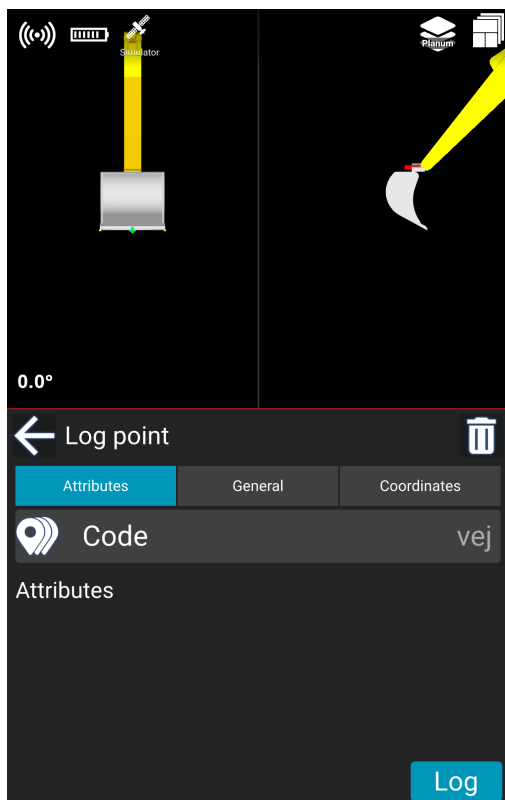 Simulator
Planum
0.0°
Log point
Attributes General Coordinates
Code vej
Attributes
Log